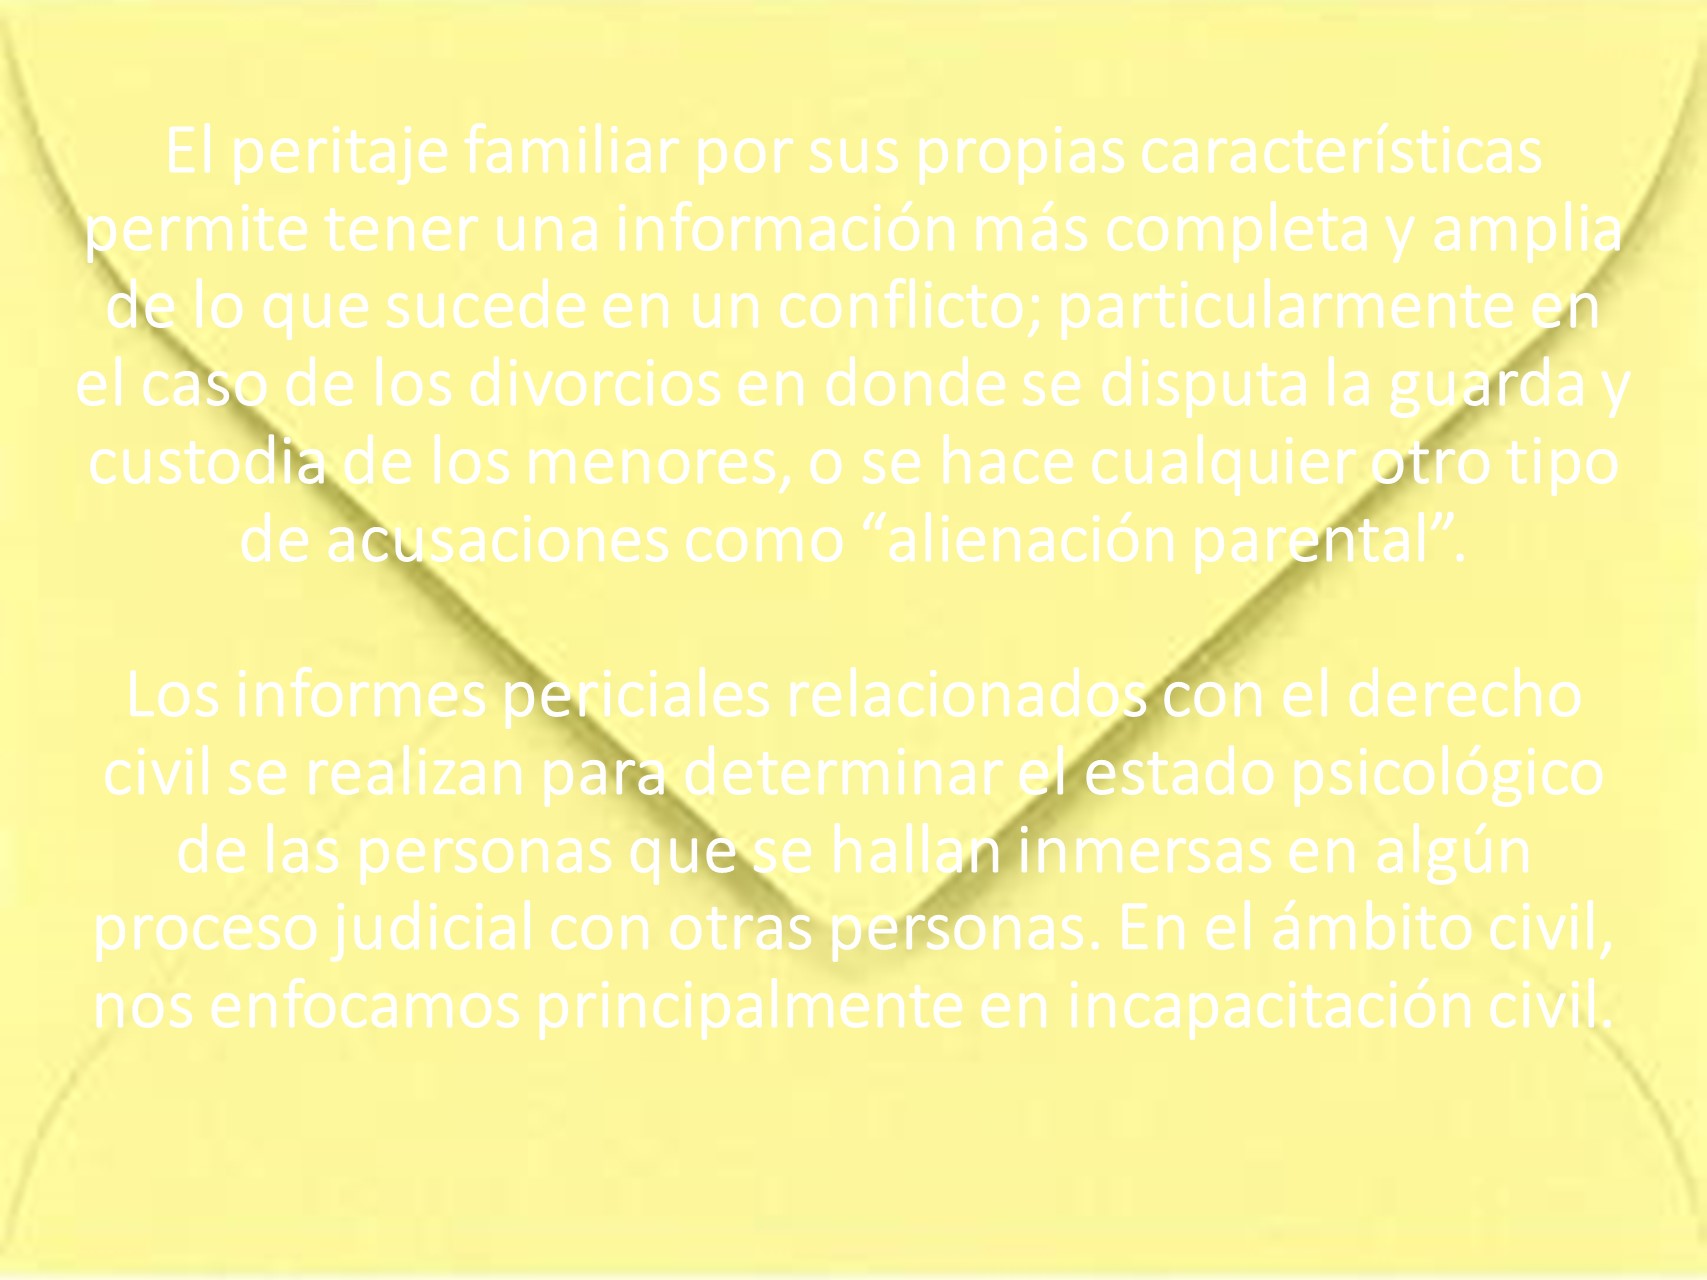 El peritaje familiar por sus propias características
permite tener una información más completa y amplia
de lo que sucede en un conflicto; particularmente en
el caso de los divorcios en donde se disputa la guarda y
custodia de los menores, o se hace cualquier otro tipo
de acusaciones como “alienación parental”.
Los informes periciales relacionados con el derecho
civil se realizan para determinar el estado psicológico
de las personas que se hallan inmersas en algún
proceso judicial con otras personas. En el ámbito civil,
nos enfocamos principalmente en incapacitación civil.